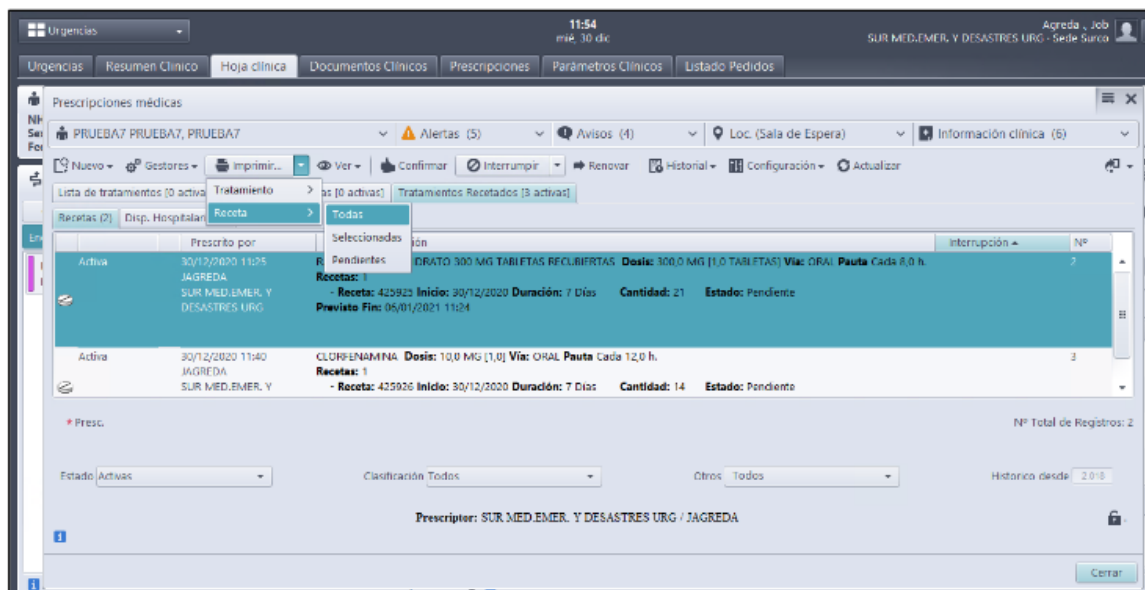 Urgencias
11:54
mié, 30 dic
Agreda , Job
SUR MED.EMER. Y DESASTRES URG - Sede Surco
Urgencias Resumen Clinico Hoja clínica Documentos Clínicos Prescripciones Parámetros Clínicos Listado Pedidos
Prescripciones médicas
PRUEBA7 PRUEBA7, PRUEBA7 Alertas (5) Avisos (4) Loc. (Sala de Espera) Información clínica (6)
Nuevo Gestores Imprimir... Ver Confirmar Interrumpir Renovar Historial Configuración Actualizar
Lista de tratamientos [0 activa as [0 activas] Tratamientos Recetados [3 activas]
Tratamiento
Recetas (2) Disp. Hospitalar Receta Todas
Seleccionadas
Pendientes
Prescrito por ión Interrupción Nº
Activa 30/12/2020 11:25 DRATO 300 MG TABLETAS RECUBIERTAS Dosis: 300,0 MG [1,0 TABLETAS] Vía: ORAL Pauta Cada 8,0 h. 2
JAGREDA Recetas: 1
SUR MED.EMER. Y - Receta: 425925 Inicio: 30/12/2020 Duración: 7 Días Cantidad: 21 Estado: Pendiente
DESASTRES URG Previsto Fin: 06/01/2021 11:24
Activa 30/12/2020 11:40 CLORFENAMINA Dosis: 10,0 MG [1,0] Vía: ORAL Pauta Cada 12,0 h. 3
JAGREDA Recetas: 1
SUR MED.EMER. Y - Receta: 425926 Inicio: 30/12/2020 Duración: 7 Días Cantidad: 14 Estado: Pendiente
* Presc. Nº Total de Registros: 2
Estado Activas Clasificación Todos Otros Todos Historico desde 2.016
Prescriptor: SUR MED.EMER. Y DESASTRES URG / JAGREDA
Cerrar